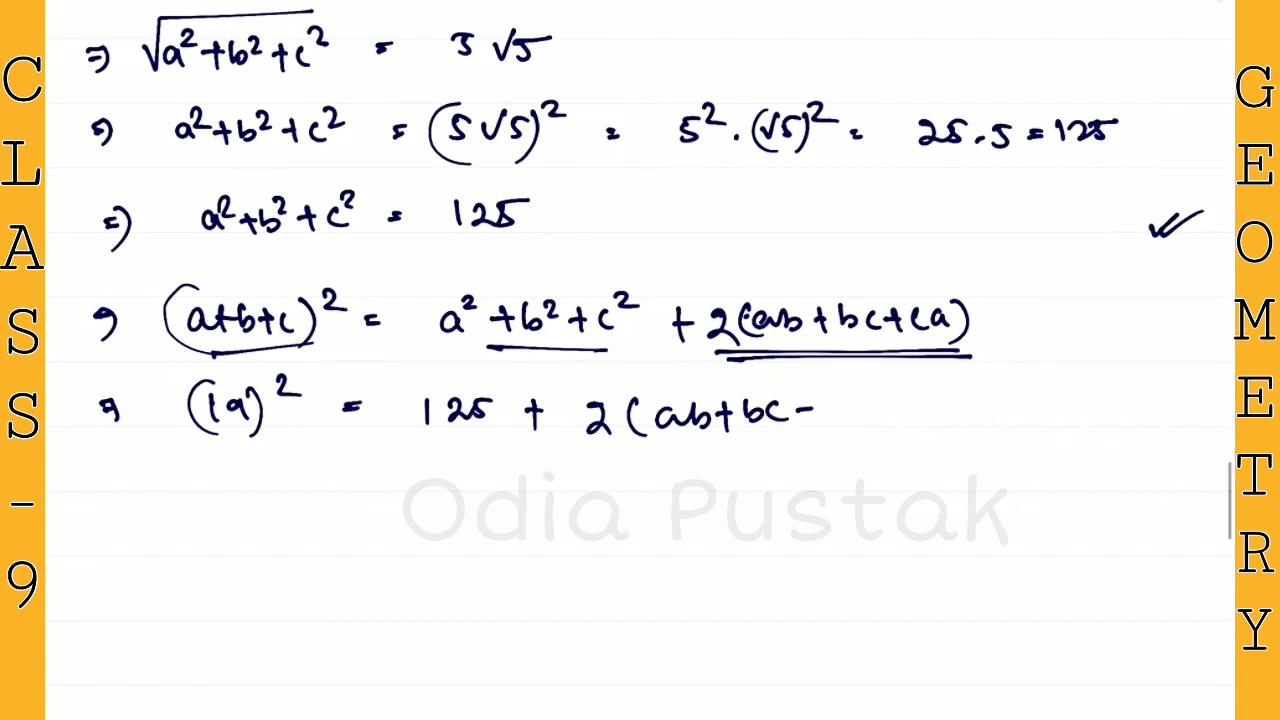 CLASS-9
⇒ √a²+b²+c² = 5 √5
⇒ a²+b²+c² = (5√5)² = 5² . (√5)² = 25 . 5 = 125
⇒ a²+b²+c² = 125
⇒ (a+b+c)² = a² + b² + c² + 2(ab + bc + ca)
⇒ (19)² = 125 + 2 (ab + bc -
Odia Pustak
GEOMETRY